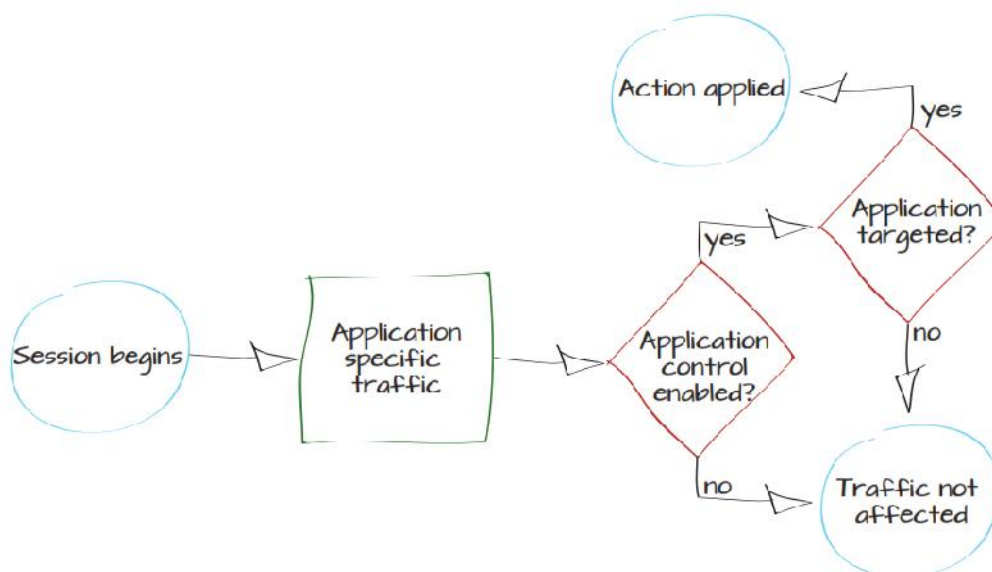 Action applied
yes
Application
targeted?
yes
Session begins
Application
specific
traffic
Application
control
enabled?
no
no
Traffic not
affected